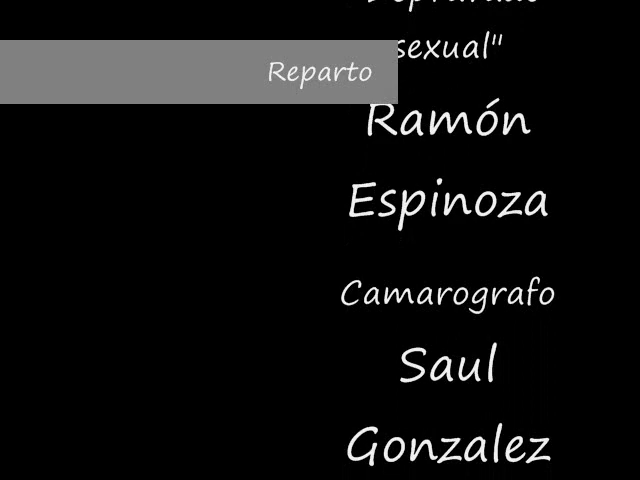 sexual"
Reparto
Ramón
Espinoza
Camarografo
Saul
Gonzalez